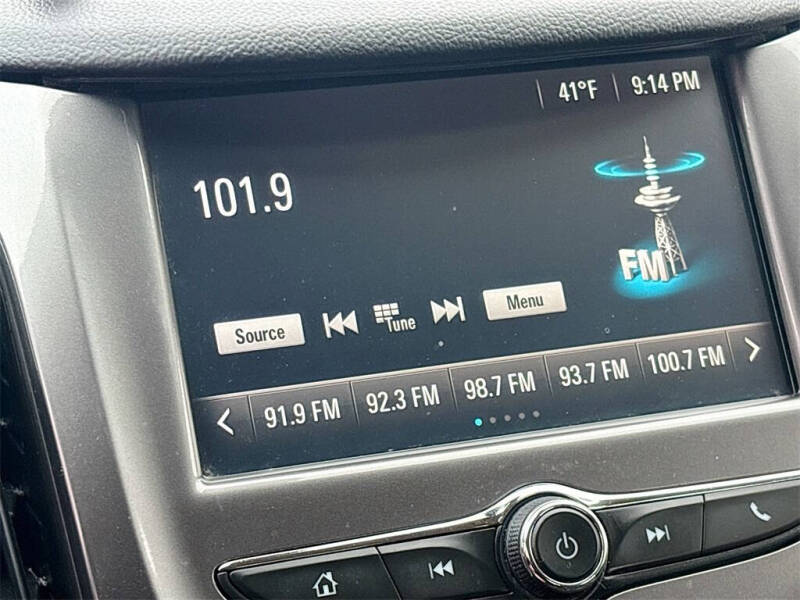 41°F 9:14 PM
101.9
FM
Source Tune Menu
91.9 FM 92.3 FM 98.7 FM 93.7 FM 100.7 FM